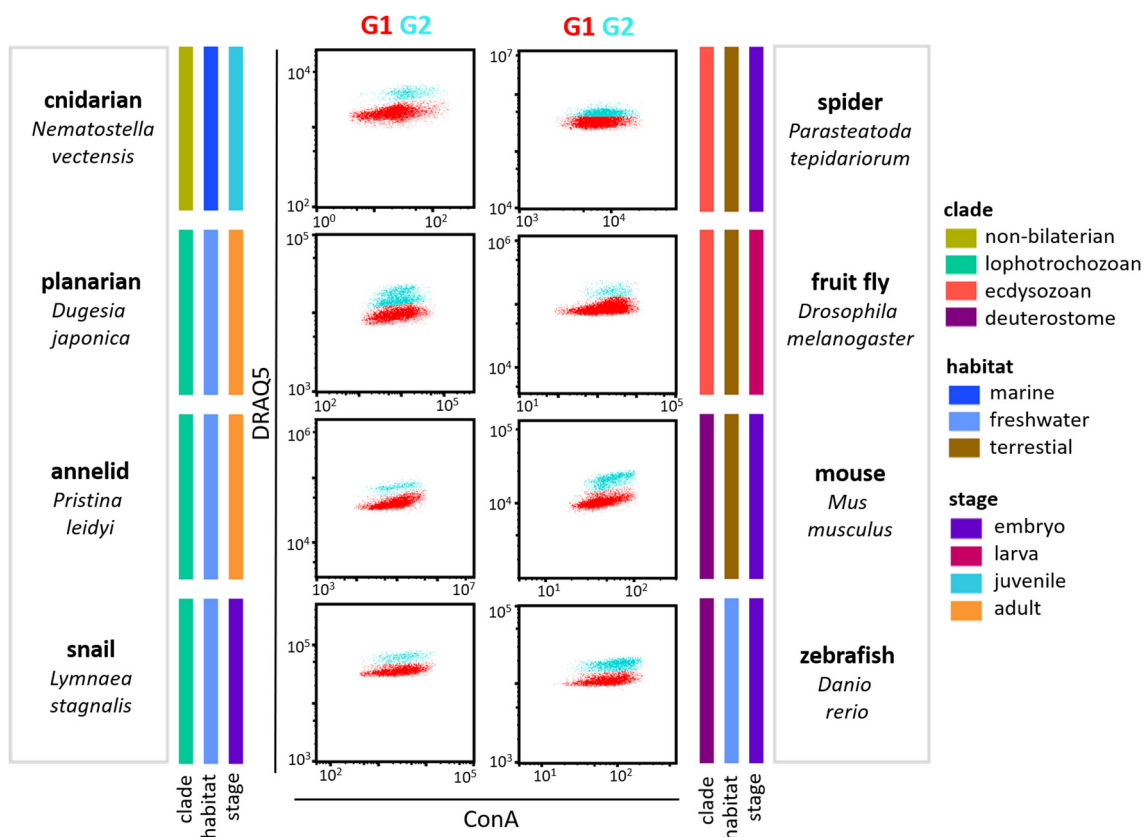 G1 G2
G1 G2
cnidarian
Nematostella
vectensis
10⁴
10²
10⁰
10²
10⁷
10⁴
10³
10⁴
spider
Parasteatoda
tepidariorum
planarian
Dugesia
japonica
10⁵
10³
10²
10⁵
10⁶
10⁴
10¹
10⁵
fruit fly
Drosophila
melanogaster
annelid
Pristina
leidyi
10⁶
10⁴
10³
10⁷
10⁵
10⁴
10¹
10²
mouse
Mus
musculus
snail
Lymnaea
stagnalis
10⁵
10³
10²
10⁵
10⁵
10³
10¹
10²
zebrafish
Danio
rerio
DRAQ5
ConA
clade
habitat
stage
clade
habitat
stage
clade
non-bilaterian
lophotrochozoan
ecdysozoan
deuterostome
habitat
marine
freshwater
terrestial
stage
embryo
larva
juvenile
adult